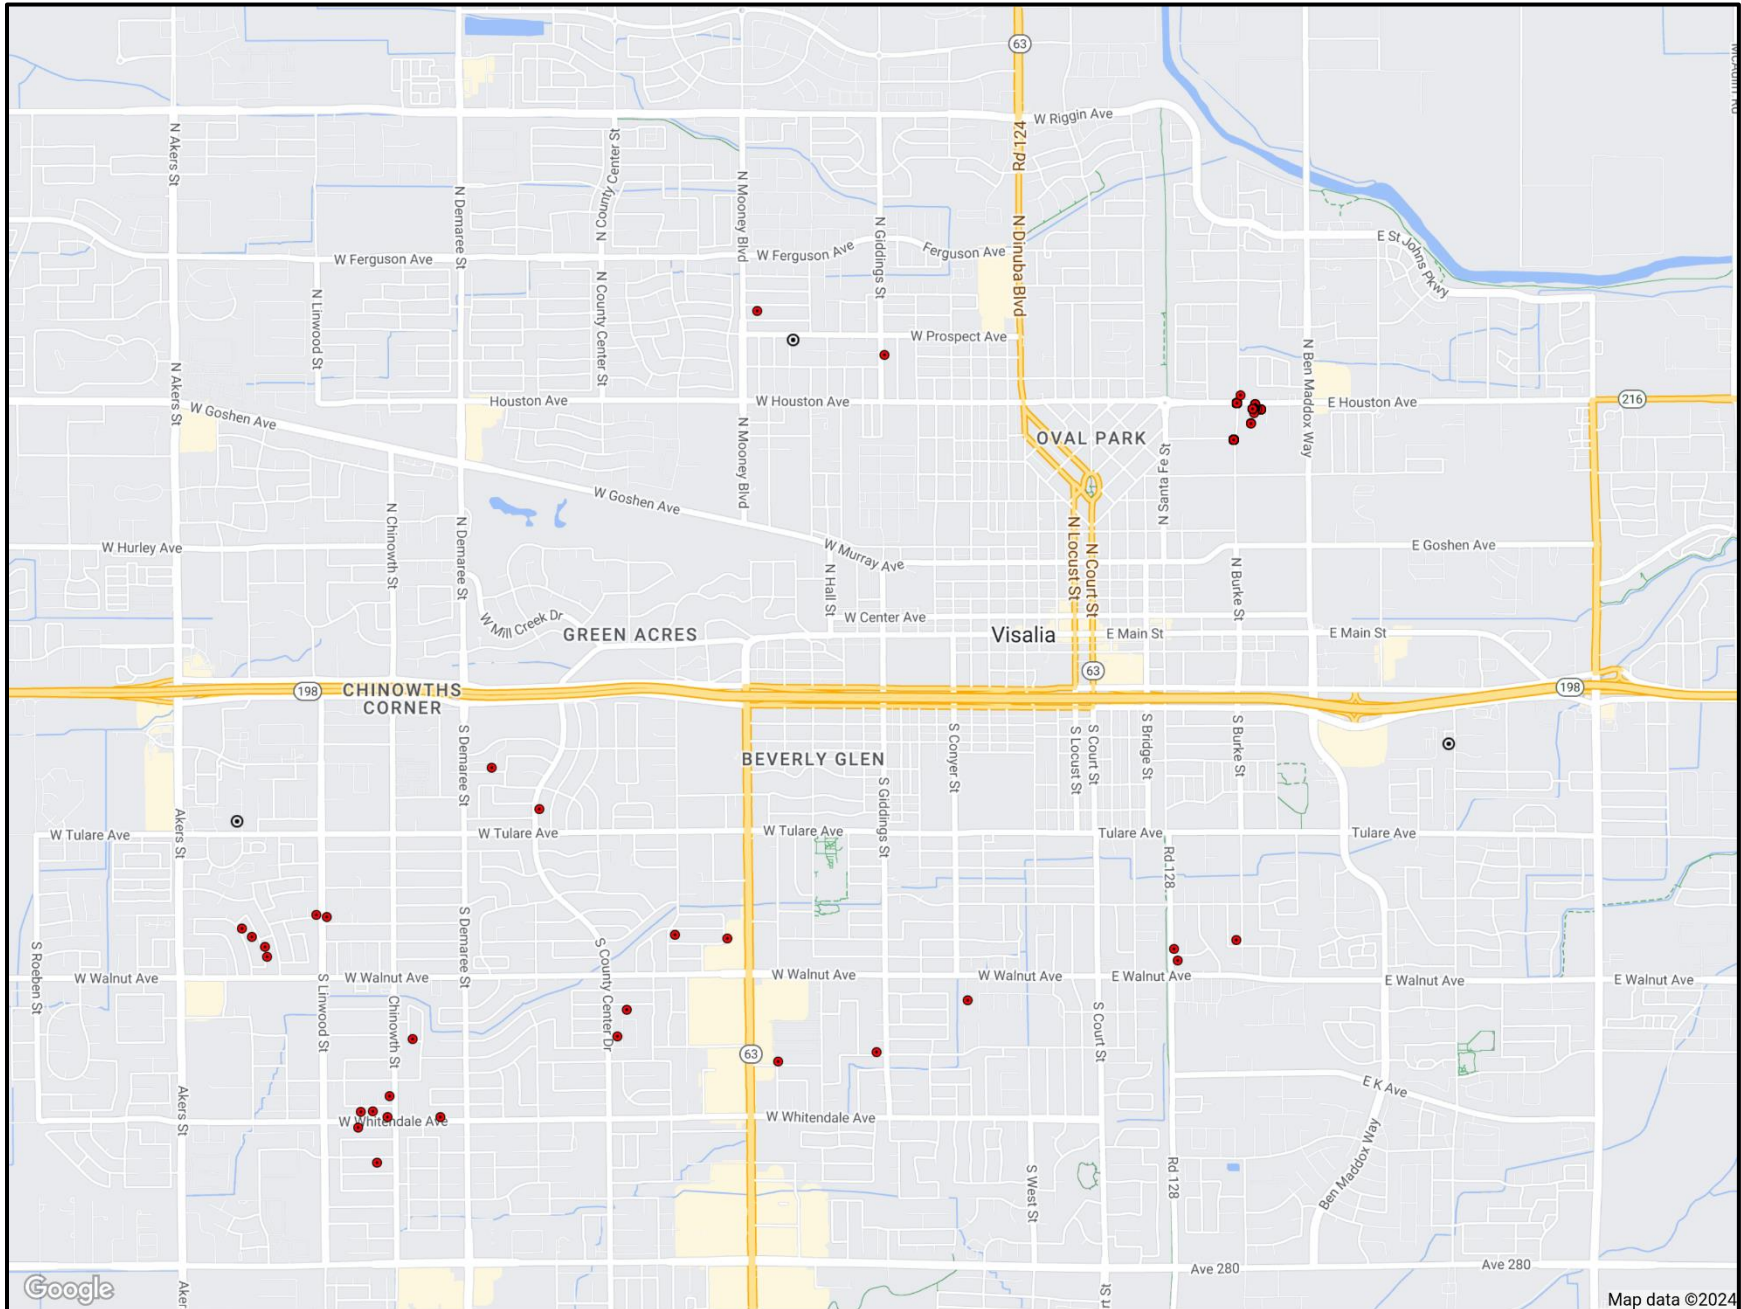 63
McAuliff Rd
W Riggin Ave
Rd 124
N Akers St
N County Center St
N Demaree St
N Mooney Blvd
N Giddings St
N Dinuba Blvd
E St Johns Pkwy
W Ferguson Ave
W Ferguson Ave
Ferguson Ave
N Linwood St
N County Center St
W Prospect Ave
N Akers St
N Ben Maddox Way
Houston Ave
W Houston Ave
E Houston Ave
216
W Goshen Ave
N Mooney Blvd
OVAL PARK
N Santa Fe St
W Goshen Ave
N Chinowth St
N Demaree St
N Locust St
N Court St
W Hurley Ave
W Murray Ave
E Goshen Ave
N Hall St
N Burke St
W Mill Creek Dr
W Center Ave
GREEN ACRES
Visalia
E Main St
E Main St
63
198
CHINOWTHS
CORNER
198
S Demaree St
BEVERLY GLEN
S Giddings St
S Conyer St
S Locust St
S Court St
S Bridge St
S Burke St
Akers St
W Tulare Ave
W Tulare Ave
W Tulare Ave
Tulare Ave
Tulare Ave
Rd 128
S Roeben St
S Demaree St
S County Center Dr
W Walnut Ave
W Walnut Ave
W Walnut Ave
W Walnut Ave
E Walnut Ave
E Walnut Ave
E Walnut Ave
S Linwood St
Chinowth St
S Court St
63
E K Ave
Akers St
W Whitendale Ave
W Whitendale Ave
Ben Maddox Way
S West St
Rd 128
Ave 280
Ave 280
Google
Map data ©2024